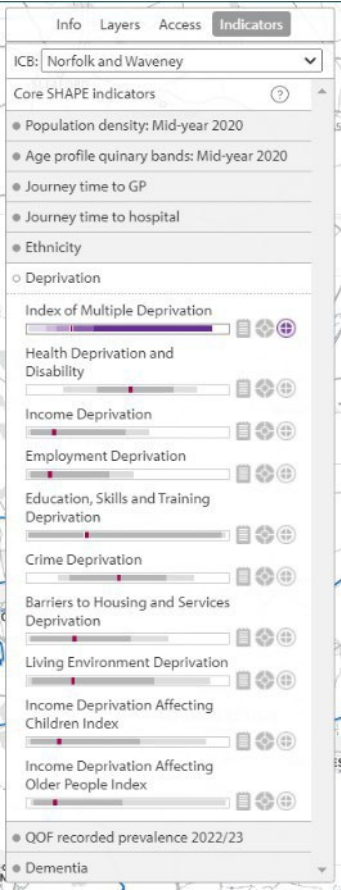 Info Layers Access Indicators
ICB: Norfolk and Waveney
Core SHAPE indicators ?
Population density: Mid-year 2020
Age profile quinary bands: Mid-year 2020
Journey time to GP
Journey time to hospital
Ethnicity
Deprivation
Index of Multiple Deprivation
Health Deprivation and
Disability
Income Deprivation
Employment Deprivation
Education, Skills and Training
Deprivation
Crime Deprivation
Barriers to Housing and Services
Deprivation
Living Environment Deprivation
Income Deprivation Affecting
Children Index
Income Deprivation Affecting
Older People Index
QOF recorded prevalence 2022/23
Dementia